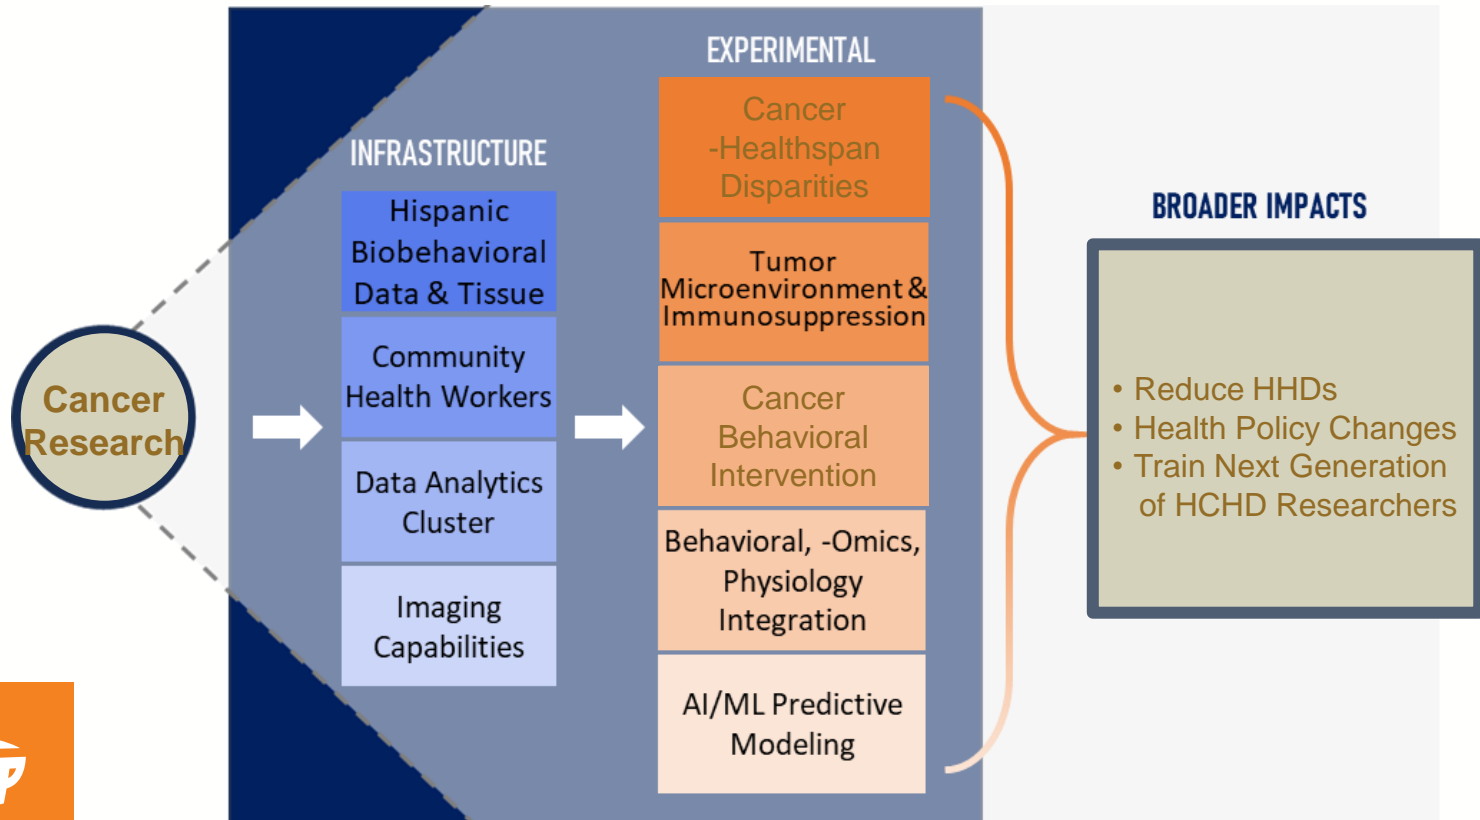 Cancer
Research
INFRASTRUCTURE
Hispanic
Biobehavioral
Data & Tissue
Community
Health Workers
Data Analytics
Cluster
Imaging
Capabilities
EXPERIMENTAL
Cancer
-Healthspan
Disparities
Tumor
Microenvironment &
Immunosuppression
Cancer
Behavioral
Intervention
Behavioral, -Omics,
Physiology
Integration
AI/ML Predictive
Modeling
BROADER IMPACTS
• Reduce HHDs
• Health Policy Changes
• Train Next Generation
of HCHD Researchers